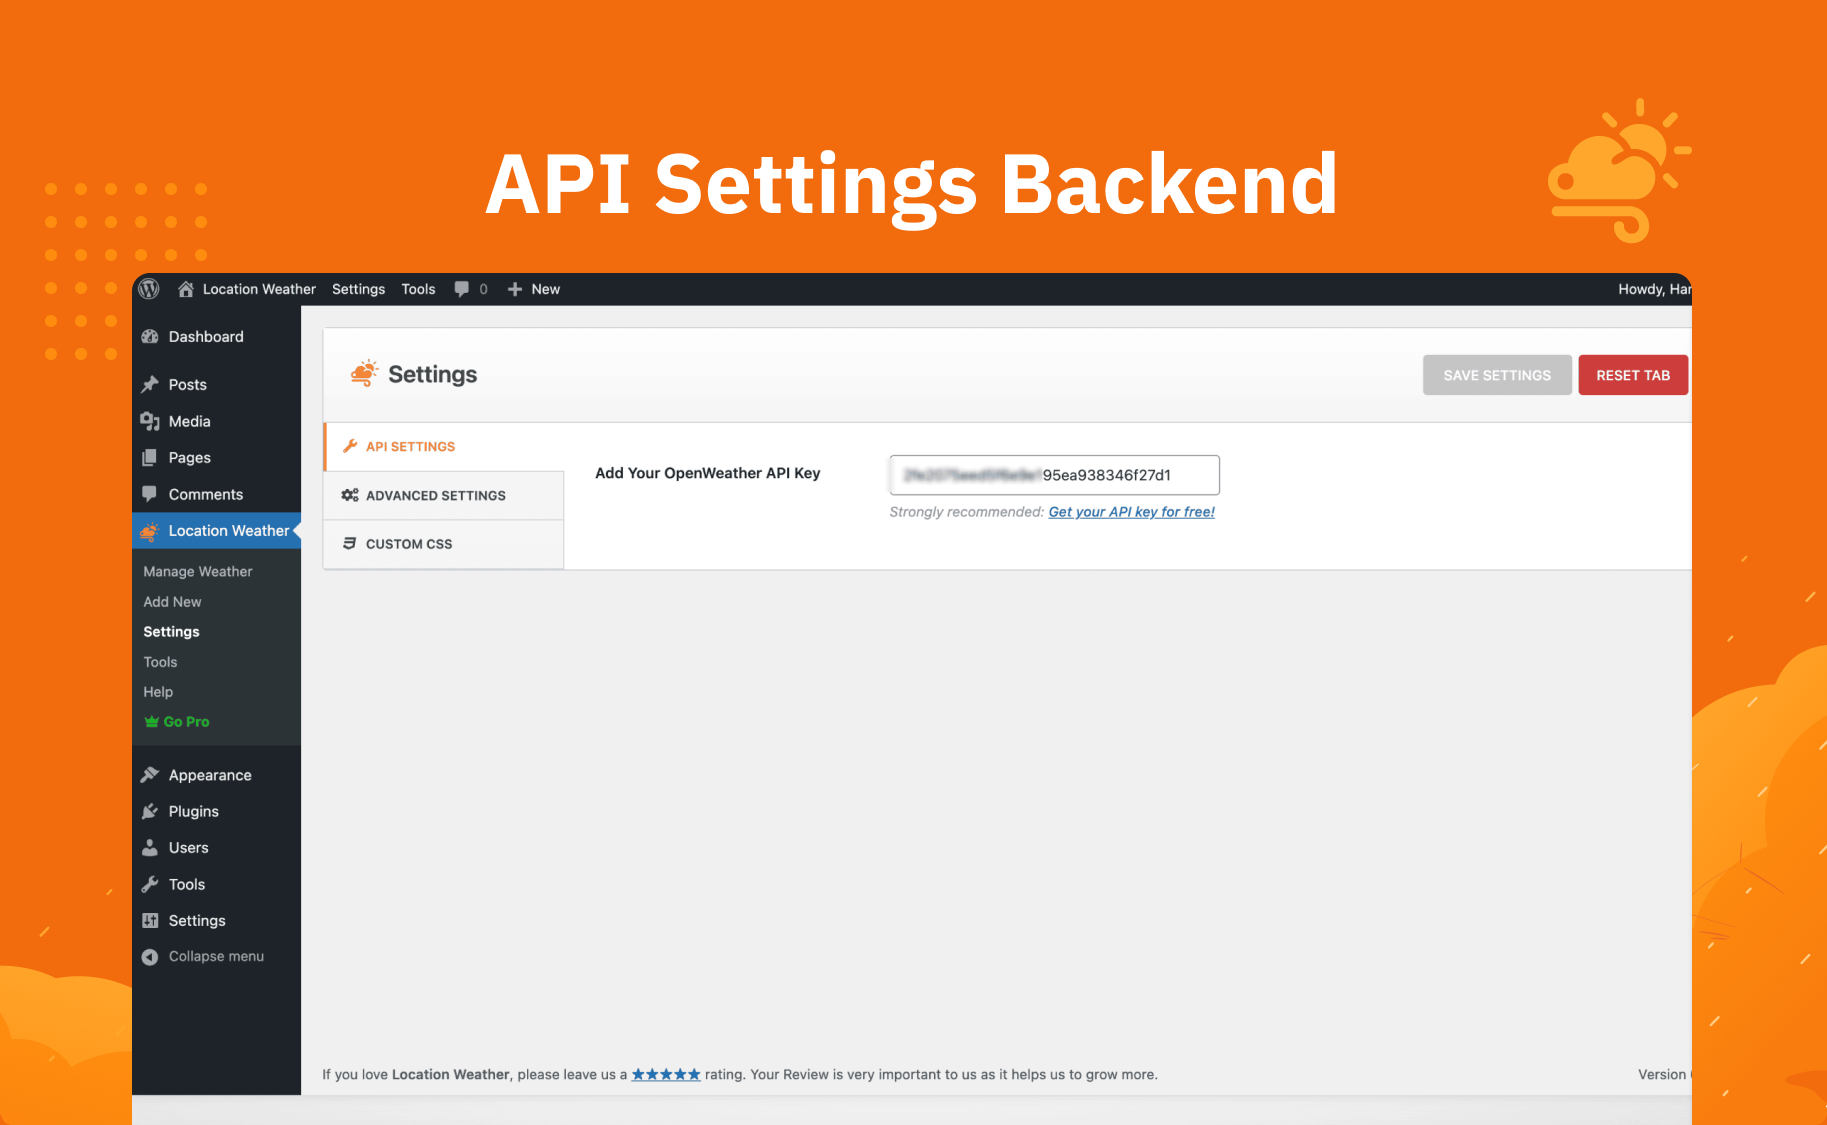 API Settings Backend
Location Weather Settings Tools 0 New
Howdy, Har
Dashboard
Posts
Media
Pages
Comments
Location Weather
Manage Weather
Add New
Settings
Tools
Help
Go Pro
Appearance
Plugins
Users
Tools
Settings
Collapse menu
Settings
SAVE SETTINGS RESET TAB
API SETTINGS
ADVANCED SETTINGS
CUSTOM CSS
Add Your OpenWeather API Key
95ea938346f27d1
Strongly recommended: Get your API key for free!
If you love Location Weather, please leave us a ★★★★★ rating. Your Review is very important to us as it helps us to grow more.
Version